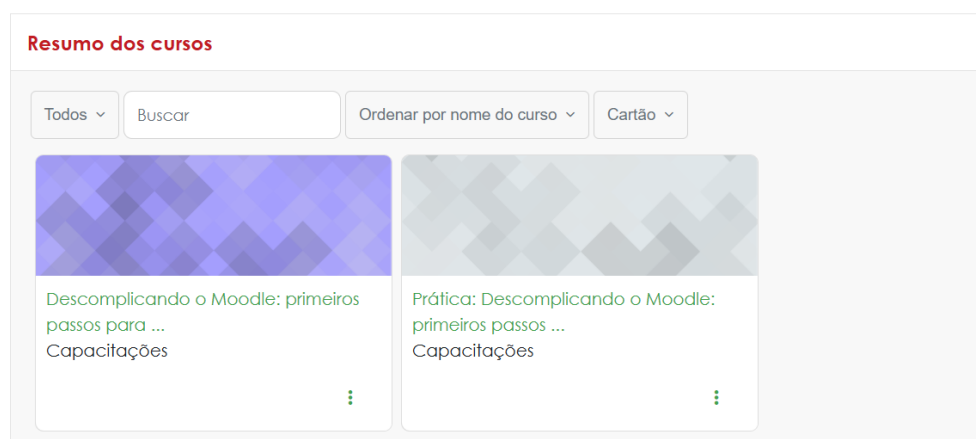 Resumo dos cursos
Todos
Buscar
Ordenar por nome do curso
Cartão
Descomplicando o Moodle: primeiros
passos para ...
Capacitações
Prática: Descomplicando o Moodle:
primeiros passos ...
Capacitações